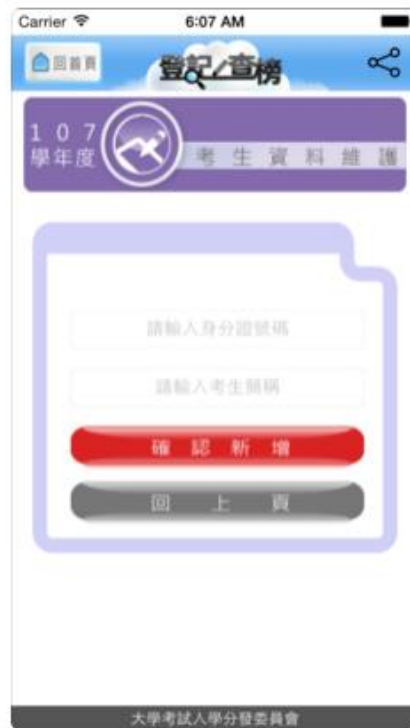 Carrier 6:07 AM
回首頁
登記/查榜
107
學年度
考生資料維護
請輸入身分證號碼
請輸入考生暱稱
確認新增
回上頁
大學考試入學分發委員會